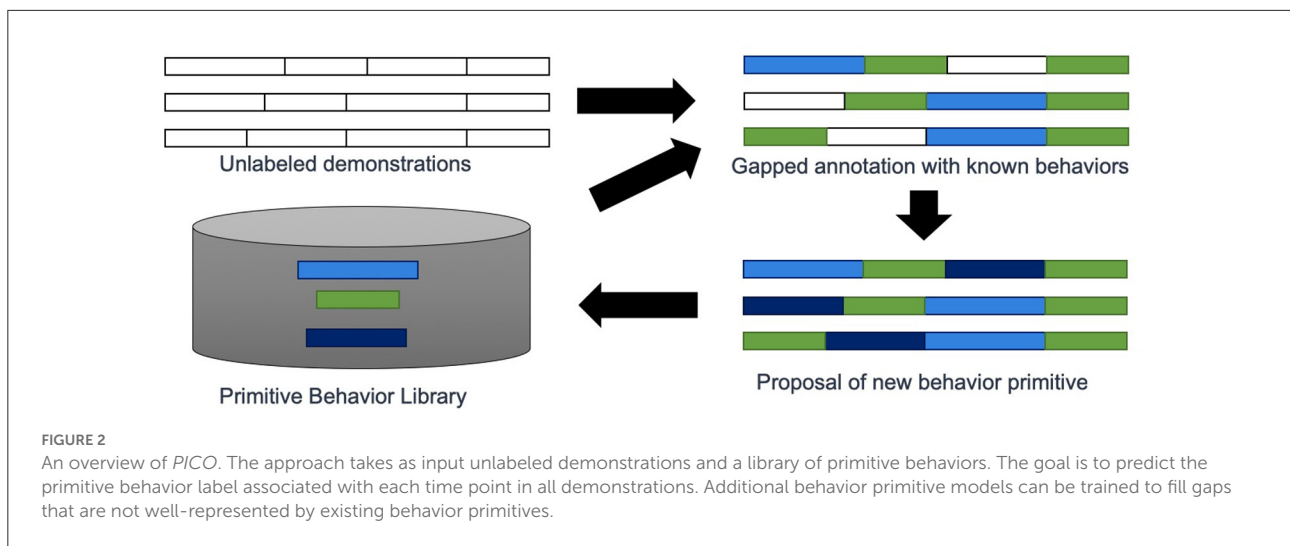 Unlabeled demonstrations
Gapped annotation with known behaviors
Primitive Behavior Library
Proposal of new behavior primitive
FIGURE 2
An overview of PICO. The approach takes as input unlabeled demonstrations and a library of primitive behaviors. The goal is to predict the
primitive behavior label associated with each time point in all demonstrations. Additional behavior primitive models can be trained to fill gaps
that are not well-represented by existing behavior primitives.